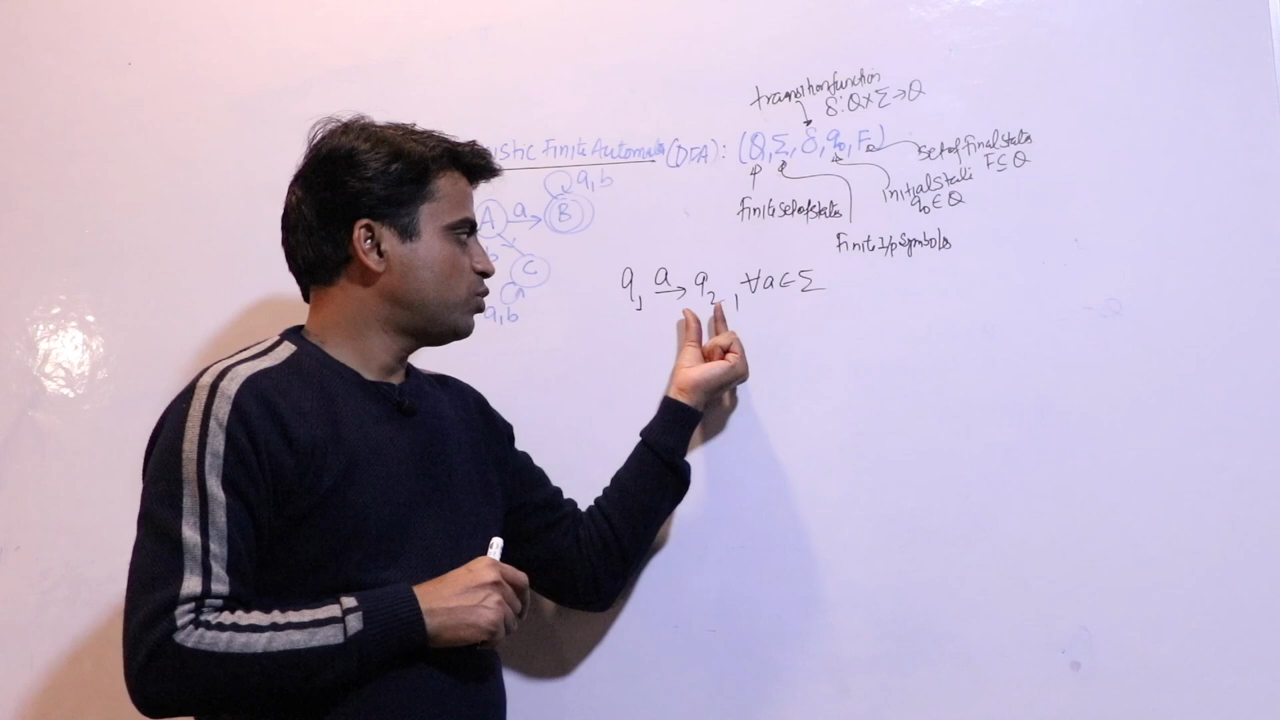 transition function
δ: Q × Σ → Q
istic Finite Automata (DFA): (Q, Σ, δ, q₀, F)
set of final states
F ⊆ Q
initial state
q₀ ∈ Q
finite set of states
Finite I/p Symbols
a,b
A a B
C
a,b
q₁ a→ q₂, ∀a ∈ Σ